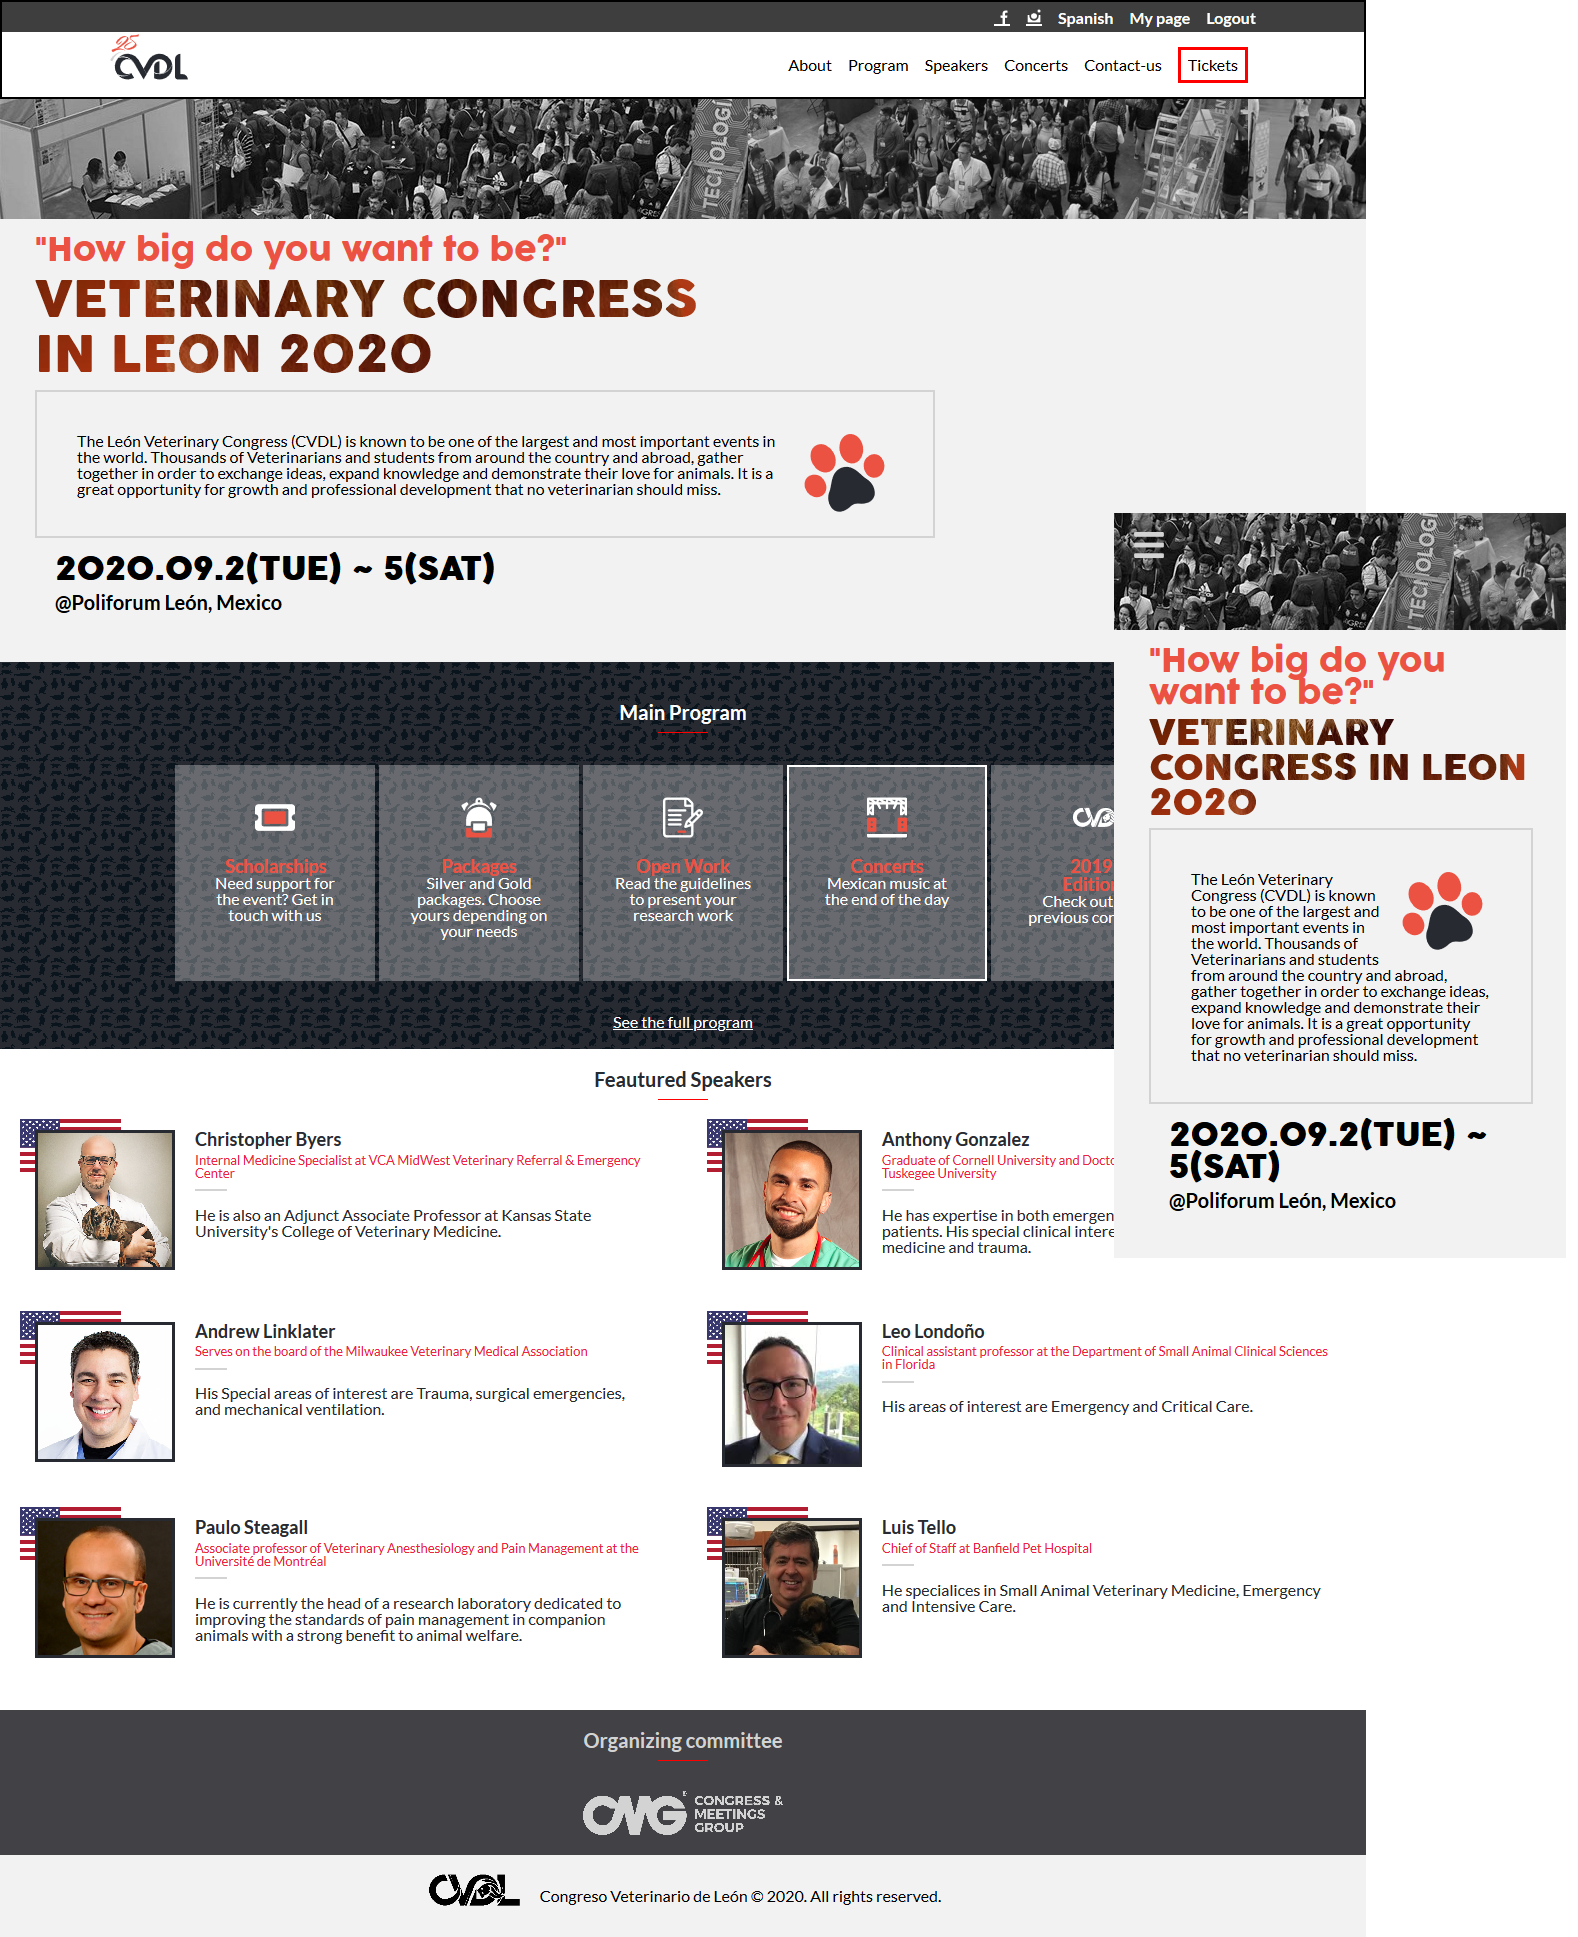 Spanish My page Logout
25
CVDL
About Program Speakers Concerts Contact-us Tickets
TECNOLOGI
"How big do you want to be?"
VETERINARY CONGRESS
IN LEON 2020
The León Veterinary Congress (CVDL) is known to be one of the largest and most important events in
the world. Thousands of Veterinarians and students from around the country and abroad, gather
together in order to exchange ideas, expand knowledge and demonstrate their love for animals. It is a
great opportunity for growth and professional development that no veterinarian should miss.
2020.09.2(TUE) ~ 5(SAT)
@Poliforum León, Mexico
Main Program
Scholarships
Need support for
the event? Get in
touch with us
Packages
Silver and Gold
packages. Choose
yours depending on
your needs
Open Work
Read the guidelines
to present your
research work
Concerts
Mexican music at
the end of the day
2019
Edition
Check out
previous con
See the full program
TECNOLOGI
"How big do you
want to be?"
VETERINARY
CONGRESS IN LEON
2020
The León Veterinary
Congress (CVDL) is known
to be one of the largest and
most important events in
the world. Thousands of
Veterinarians and students
from around the country and abroad,
gather together in order to exchange ideas,
expand knowledge and demonstrate their
love for animals. It is a great opportunity
for growth and professional development
that no veterinarian should miss.
2020.09.2(TUE) ~
5(SAT)
@Poliforum León, Mexico
Feautured Speakers
Christopher Byers
Internal Medicine Specialist at VCA MidWest Veterinary Referral & Emergency
Center
He is also an Adjunct Associate Professor at Kansas State
University's College of Veterinary Medicine.
Anthony Gonzalez
Graduate of Cornell University and Docto
Tuskegee University
He has expertise in both emergen
patients. His special clinical intere
medicine and trauma.
Andrew Linklater
Serves on the board of the Milwaukee Veterinary Medical Association
His Special areas of interest are Trauma, surgical emergencies,
and mechanical ventilation.
Leo Londoño
Clinical assistant professor at the Department of Small Animal Clinical Sciences
in Florida
His areas of interest are Emergency and Critical Care.
Paulo Steagall
Associate professor of Veterinary Anesthesiology and Pain Management at the
Université de Montréal
He is currently the head of a research laboratory dedicated to
improving the standards of pain management in companion
animals with a strong benefit to animal welfare.
Luis Tello
Chief of Staff at Banfield Pet Hospital
He specialices in Small Animal Veterinary Medicine, Emergency
and Intensive Care.
Organizing committee
CMG CONGRESS &
MEETINGS
GROUP
CVDL Congreso Veterinario de León © 2020. All rights reserved.